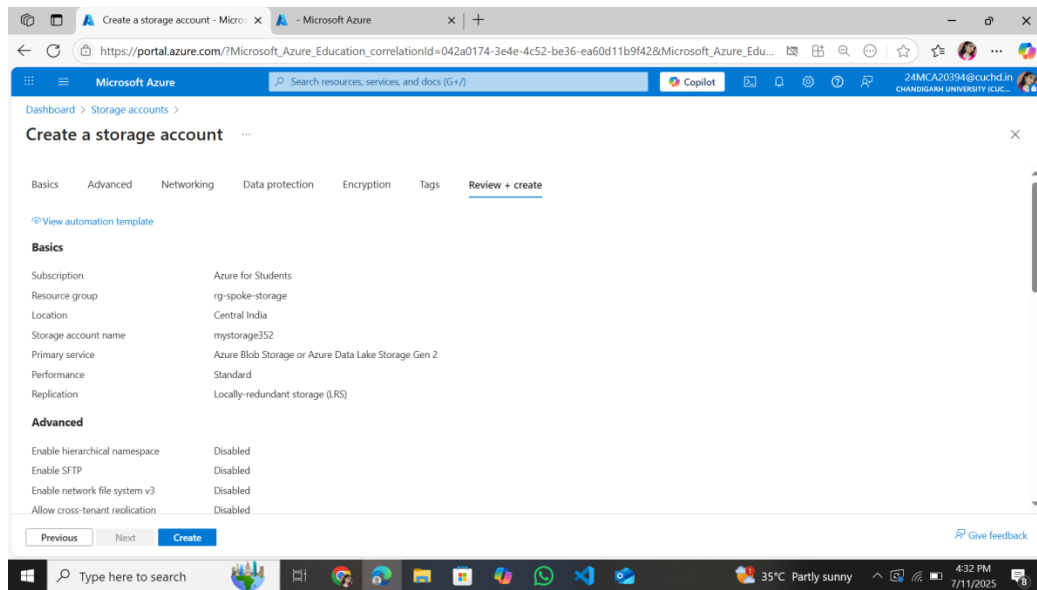 Create a storage account - Micros
- Microsoft Azure
https://portal.azure.com/?Microsoft_Azure_Education_correlationId=042a0174-3e4e-4c52-be36-ea60d11b9f42&Microsoft_Azure_Edu...
Microsoft Azure
Search resources, services, and docs (G+/)
Copilot
24MCA20394@cuchd.in
CHANDIGARH UNIVERSITY (CUC...
Dashboard > Storage accounts >
Create a storage account ...
Basics Advanced Networking Data protection Encryption Tags Review + create
View automation template
Basics
Subscription Azure for Students
Resource group rg-spoke-storage
Location Central India
Storage account name mystorage352
Primary service Azure Blob Storage or Azure Data Lake Storage Gen 2
Performance Standard
Replication Locally-redundant storage (LRS)
Advanced
Enable hierarchical namespace Disabled
Enable SFTP Disabled
Enable network file system v3 Disabled
Allow cross-tenant replication Disabled
Previous Next Create Give feedback
Type here to search
35°C Partly sunny
4:32 PM
7/11/2025
8